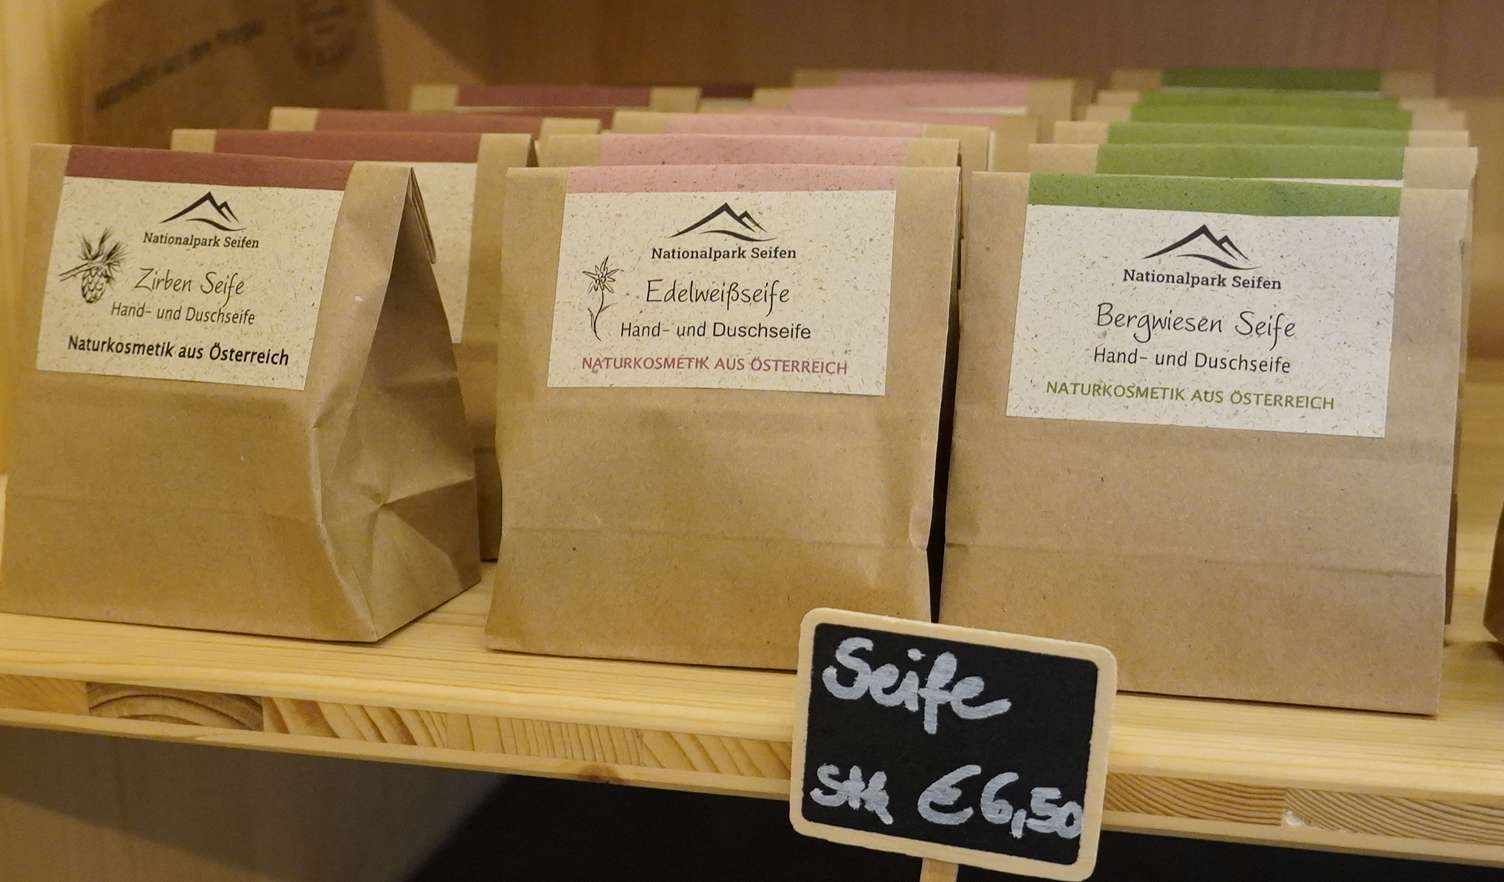 Nationalpark Seifen
Zirben Seife
Hand- und Duschseife
Naturkosmetik aus Österreich
Nationalpark Seifen
Edelweißseife
Hand- und Duschseife
NATURKOSMETIK AUS ÖSTERREICH
Nationalpark Seifen
Bergwiesen Seife
Hand- und Duschseife
NATURKOSMETIK AUS ÖSTERREICH
Seife
Stk € 6,50